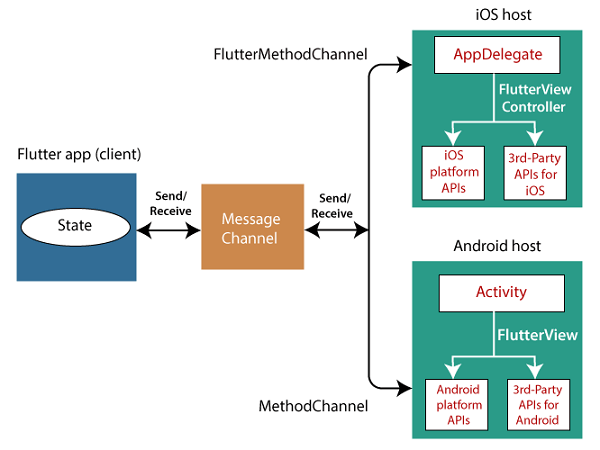 iOS host
FlutterMethodChannel
AppDelegate
FlutterView
Controller
iOS
platform
APIs
3rd-Party
APIs for
iOS
Flutter app (client)
State
Send/
Receive
Message
Channel
Send/
Receive
Android host
Activity
FlutterView
Android
platform
APIs
3rd-Party
APIs for
Android
MethodChannel